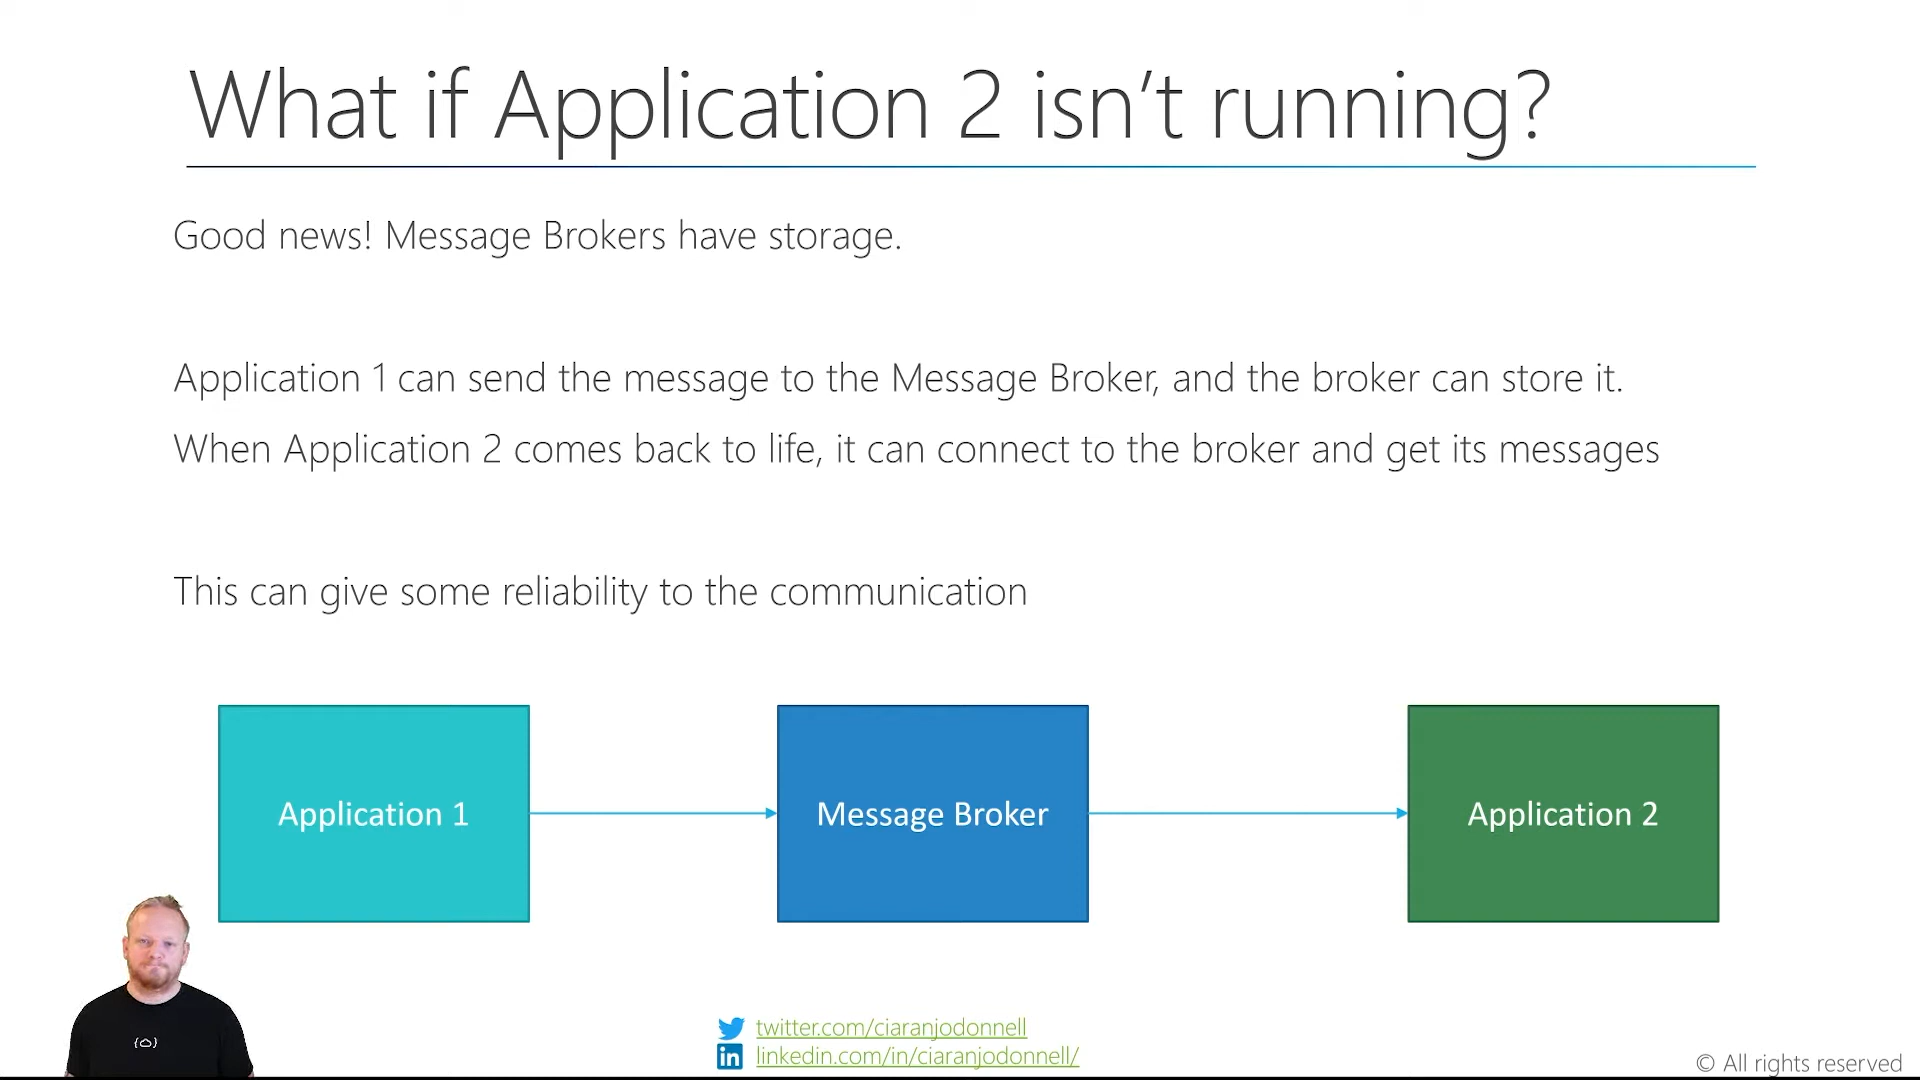 What if Application 2 isn’t running?
Good news! Message Brokers have storage.
Application 1 can send the message to the Message Broker, and the broker can store it.
When Application 2 comes back to life, it can connect to the broker and get its messages
This can give some reliability to the communication
Application 1
Message Broker
Application 2
twitter.com/ciaranjodonnell
in linkedin.com/in/ciaranjodonnell/
© All rights reserved